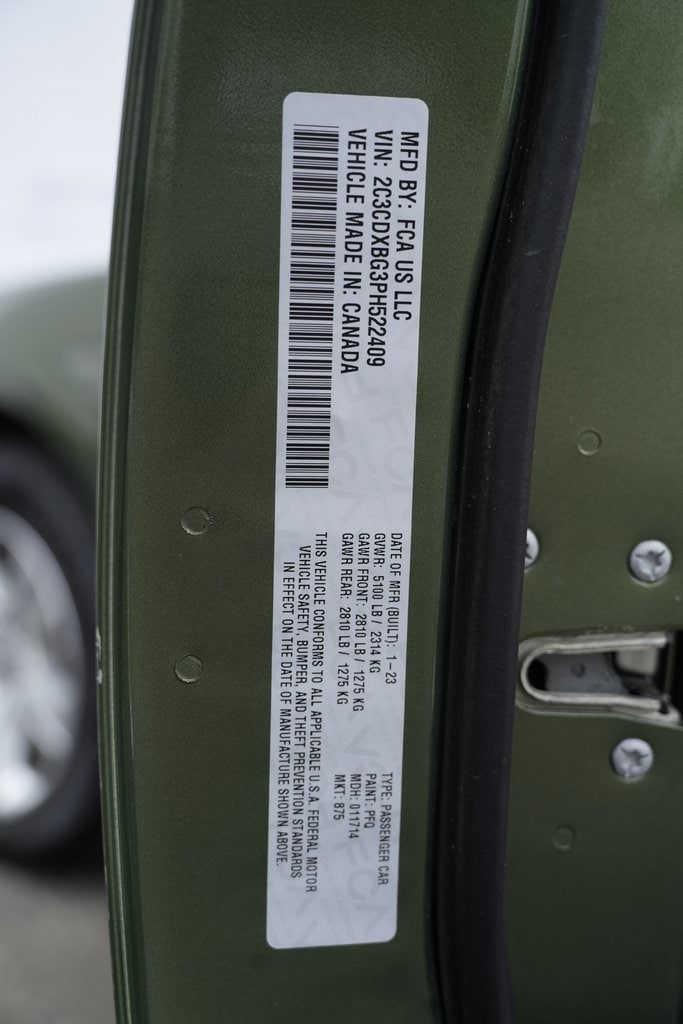 MFD BY: FCA US LLC
VIN: 2C3CDXBG3PH522409
VEHICLE MADE IN: CANADA
DATE OF MFR (BUILT): 1-23
GVWR: 5100 LB / 2314 KG
GAWR FRONT: 2810 LB / 1275 KG
GAWR REAR: 2810 LB / 1275 KG
THIS VEHICLE CONFORMS TO ALL APPLICABLE U.S.A. FEDERAL MOTOR
VEHICLE SAFETY, BUMPER, AND THEFT PREVENTION STANDARDS
IN EFFECT ON THE DATE OF MANUFACTURE SHOWN ABOVE.
TYPE: PASSENGER CAR
PAINT: PFQ
MDH: 011714
MKT: 875